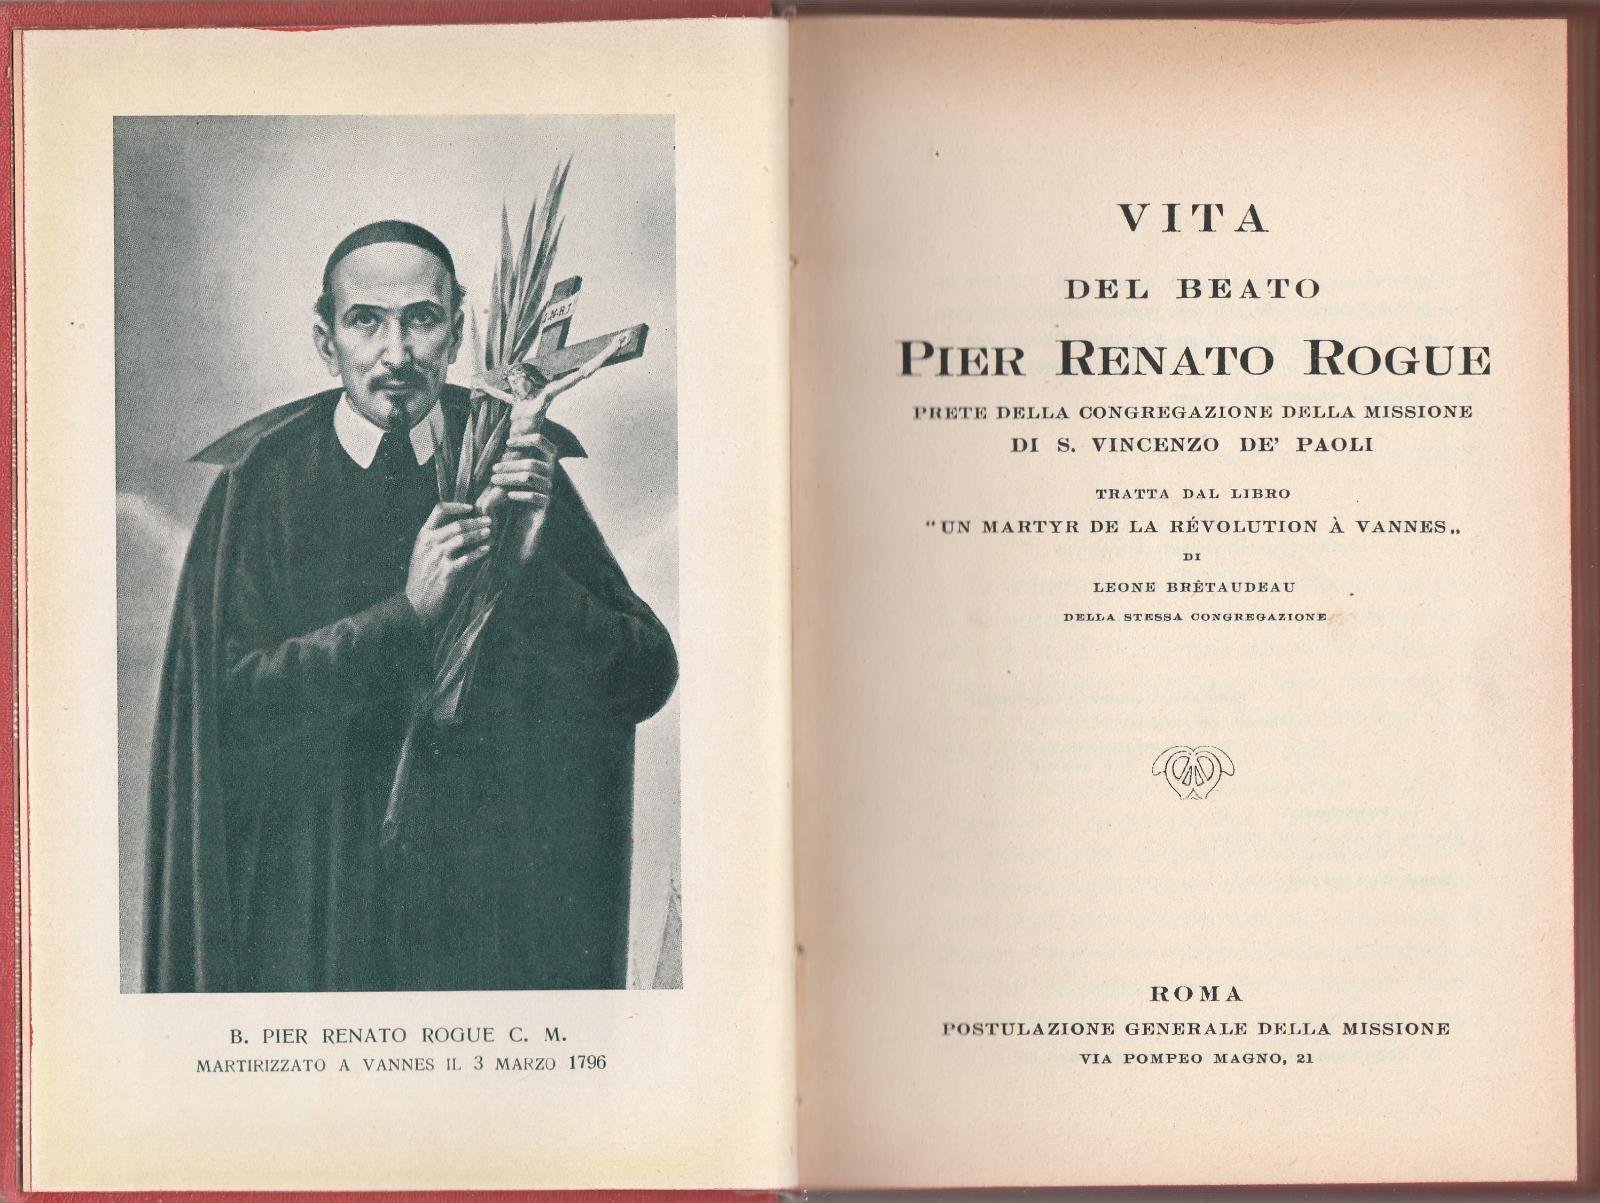 I.N.R.I
B. PIER RENATO ROGUE C. M.
MARTIRIZZATO A VANNES IL 3 MARZO 1796
VITA
DEL BEATO
PIER RENATO ROGUE
PRETE DELLA CONGREGAZIONE DELLA MISSIONE
DI S. VINCENZO DE' PAOLI
TRATTA DAL LIBRO
“UN MARTYR DE LA RÉVOLUTION À VANNES„
DI
LEONE BRÊTAUDEAU
DELLA STESSA CONGREGAZIONE
ROMA
POSTULAZIONE GENERALE DELLA MISSIONE
VIA POMPEO MAGNO, 21